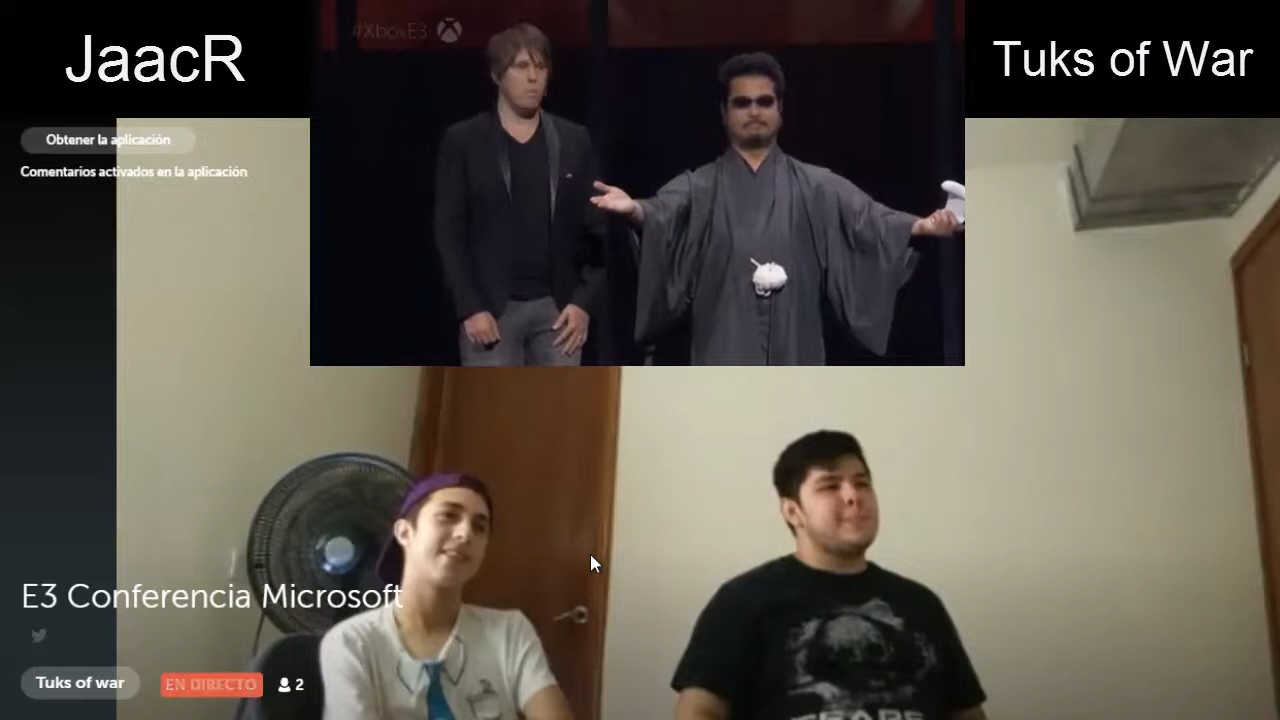 JaacR
#XboxE3
Tuks of War
Obtener la aplicación
Comentarios activados en la aplicación
E3 Conferencia Microsoft
Tuks of war
EN DIRECTO
2